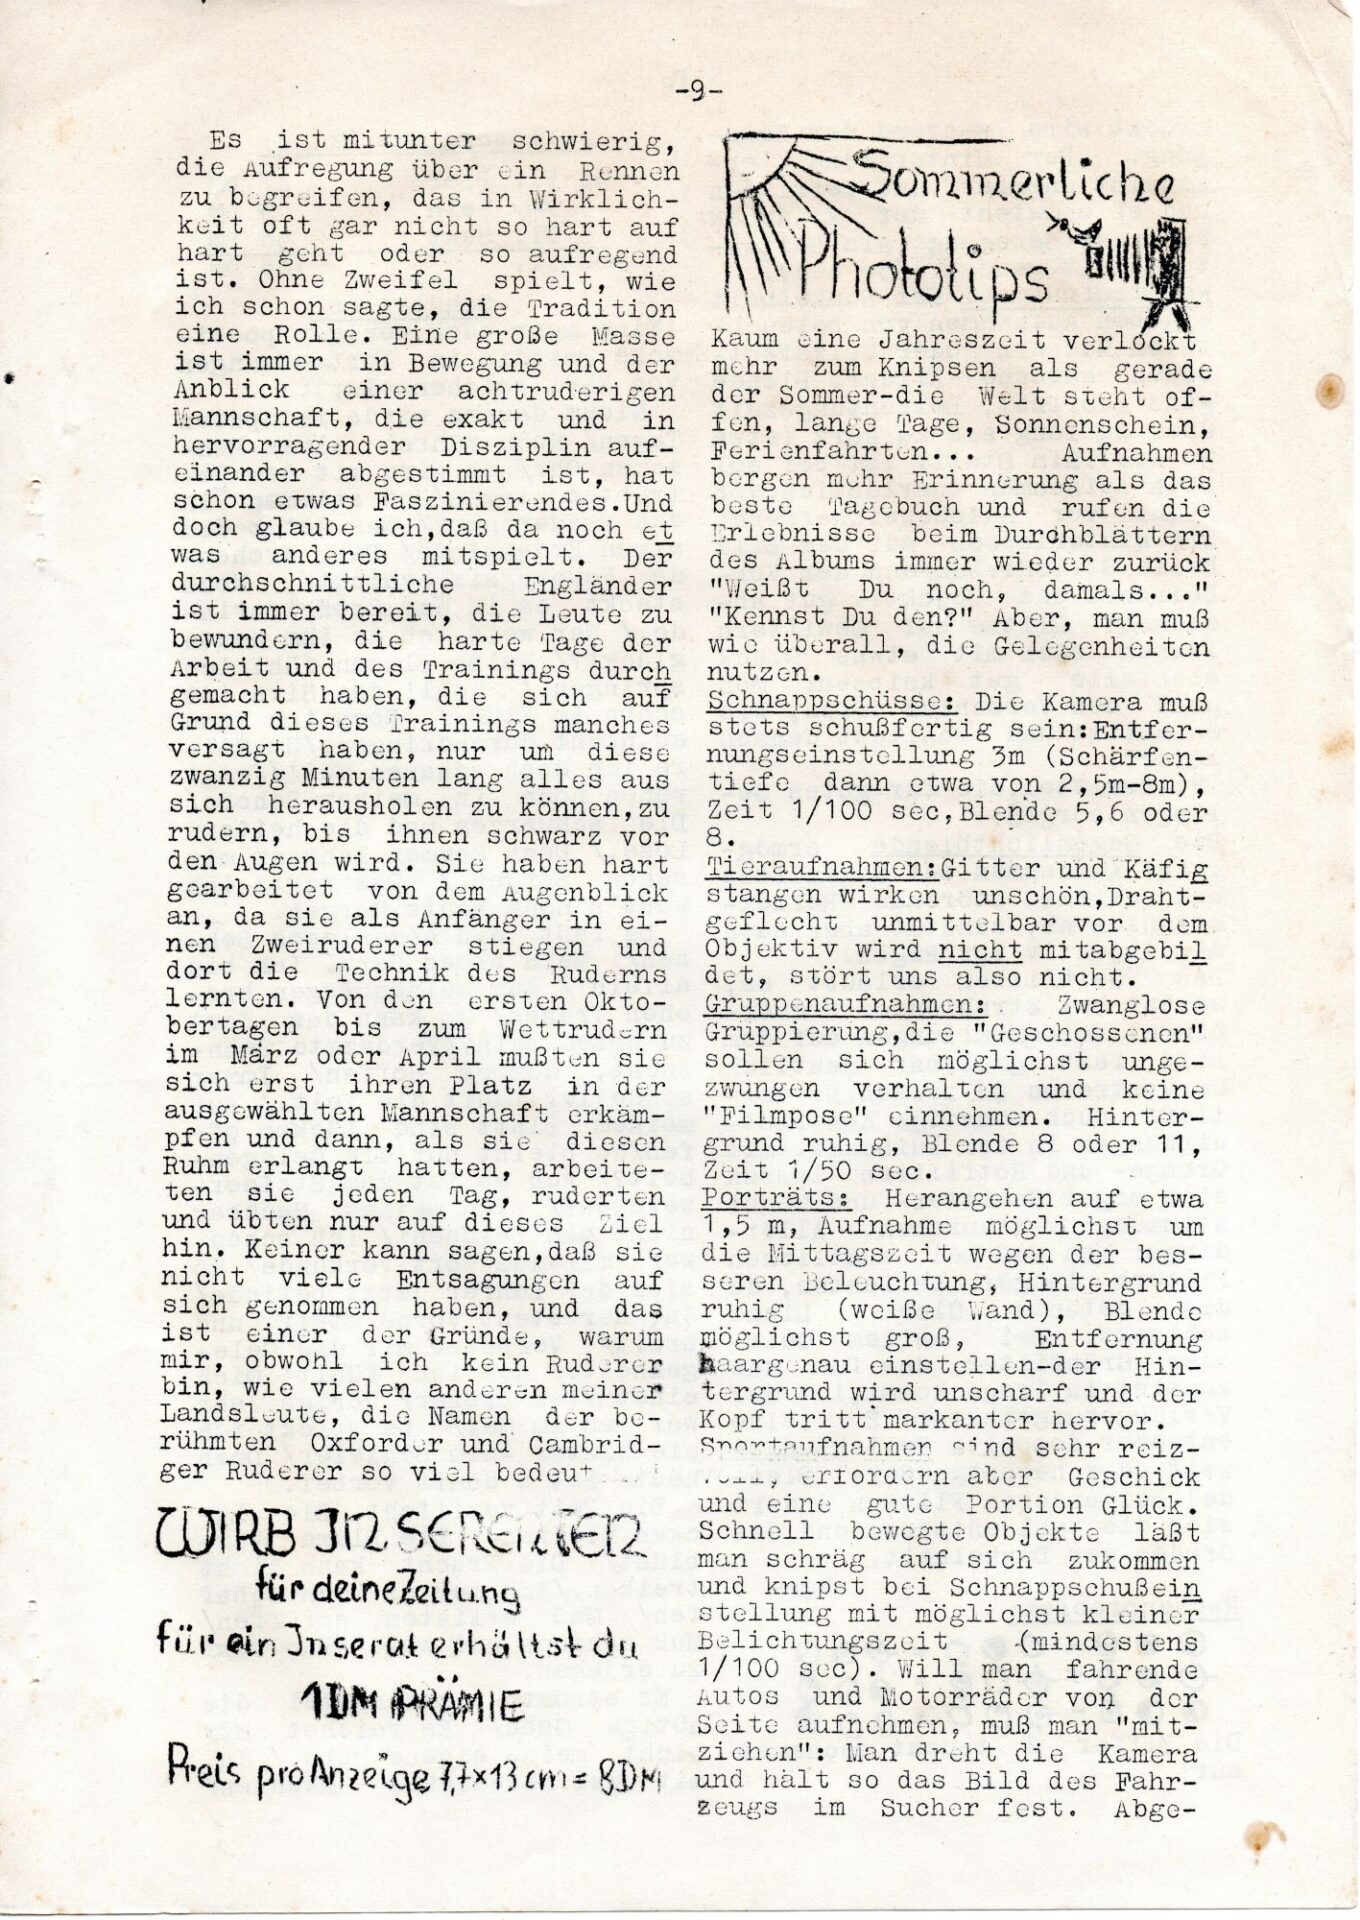 -9-
Es ist mitunter schwierig,
die Aufregung über ein Rennen
zu begreifen, das in Wirklich-
keit oft gar nicht so hart auf
hart geht oder so aufregend
ist. Ohne Zweifel spielt, wie
ich schon sagte, die Tradition
eine Rolle. Eine große Masse
ist immer in Bewegung und der
Anblick einer achtruderigen
Mannschaft, die exakt und in
hervorragender Disziplin auf-
einander abgestimmt ist, hat
schon etwas Faszinierendes.Und
doch glaube ich,daß da noch et
was anderes mitspielt. Der
durchschnittliche Engländer
ist immer bereit, die Leute zu
bewundern, die harte Tage der
Arbeit und des Trainings durch
gemacht haben, die sich auf
Grund dieses Trainings manches
versagt haben, nur um diese
zwanzig Minuten lang alles aus
sich herausholen zu können,zu
rudern, bis ihnen schwarz vor
den Augen wird. Sie haben hart
gearbeitet von dem Augenblick
an, da sie als Anfänger in ei-
nen Zweiruderer stiegen und
dort die Technik des Ruderns
lernten. Von den ersten Okto-
bertagen bis zum Wettrudern
im März oder April mußten sie
sich erst ihren Platz in der
ausgewählten Mannschaft erkäm-
pfen und dann, als sie diesen
Ruhm erlangt hatten, arbeite-
ten sie jeden Tag, ruderten
und übten nur auf dieses Ziel
hin. Keiner kann sagen,daß sie
nicht viele Entsagungen auf
sich genommen haben, und das
ist einer der Gründe, warum
mir, obwohl ich kein Ruderer
bin, wie vielen anderen meiner
Landsleute, die Namen der be-
rühmten Oxforder und Cambrid-
ger Ruderer so viel bedeut
WIRB INSERENTEN
für deine Zeitung
für ein Inserat erhältst du
1DM PRÄMIE
Preis pro Anzeige 7,7x13 cm = 8DM
Sommerliche
Phototips
Kaum eine Jahreszeit verlockt
mehr zum Knipsen als gerade
der Sommer-die Welt steht of-
fen, lange Tage, Sonnenschein,
Ferienfahrten... Aufnahmen
bergen mehr Erinnerung als das
beste Tagebuch und rufen die
Erlebnisse beim Durchblättern
des Albums immer wieder zurück
"Weißt Du noch, damals..."
"Kennst Du den?" Aber, man muß
wie überall, die Gelegenheiten
nutzen.
Schnappschüsse: Die Kamera muß
stets schußfertig sein:Entfer-
nungseinstellung 3m (Schärfen-
tiefe dann etwa von 2,5m-8m),
Zeit 1/100 sec,Blende 5,6 oder
8.
Tieraufnahmen:Gitter und Käfig
stangen wirken unschön,Draht-
geflecht unmittelbar vor dem
Objektiv wird nicht mitabgebil
det, stört uns also nicht.
Gruppenaufnahmen: Zwanglose
Gruppierung,die "Geschossenen"
sollen sich möglichst unge-
zwungen verhalten und keine
"Filmpose" einnehmen. Hinter-
grund ruhig, Blende 8 oder 11,
Zeit 1/50 sec.
Porträts: Herangehen auf etwa
1,5 m, Aufnahme möglichst um
die Mittagszeit wegen der bes-
seren Beleuchtung, Hintergrund
ruhig (weiße Wand), Blende
möglichst groß, Entfernung
haargenau einstellen-der Hin-
tergrund wird unscharf und der
Kopf tritt markanter hervor.
Sportaufnahmen sind sehr reiz-
erfordern aber Geschick
und eine gute Portion Glück.
Schnell bewegte Objekte läßt
man schräg auf sich zukommen
und knipst bei Schnappschußein
stellung mit möglichst kleiner
Belichtungszeit (mindestens
1/100 sec). Will man fahrende
Autos und Motorräder von der
Seite aufnehmen, muß man "mit-
ziehen": Man dreht die Kamera
und hält so das Bild des Fahr-
zeugs im Sucher fest. Abge-